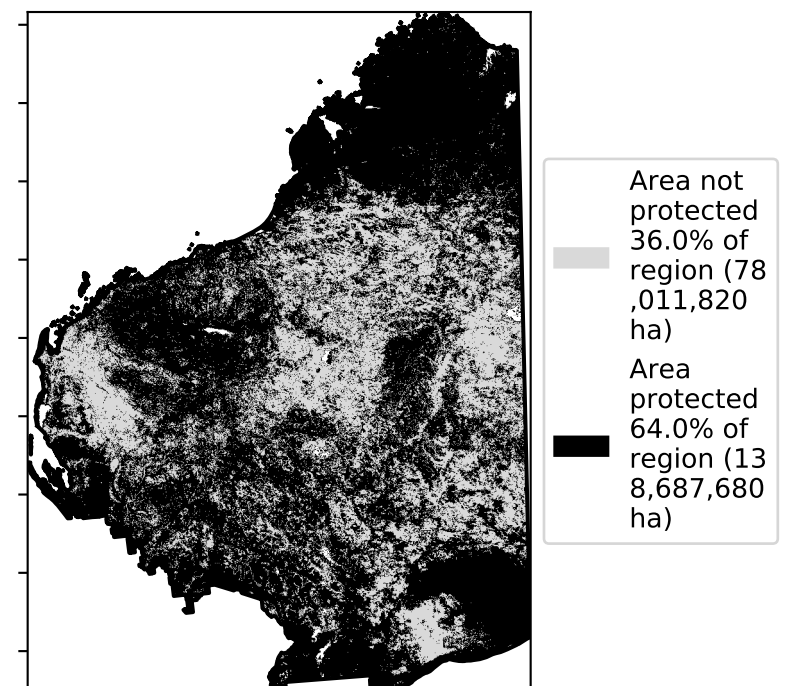 Area not
protected
36.0% of
region (78
,011,820
ha)
Area
protected
64.0% of
region (13
8,687,680
ha)